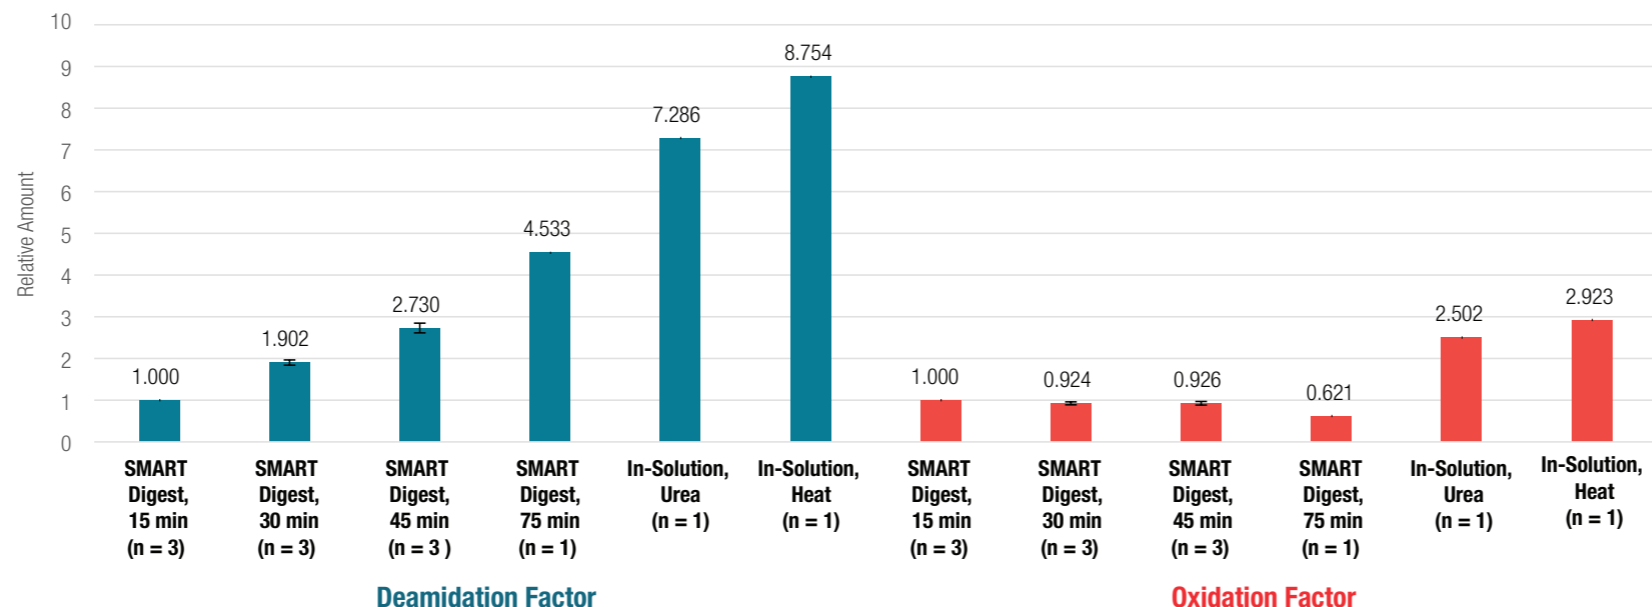 10
9
8
7
6
5
4
3
2
1
0
Relative Amount
1.000
1.902
2.730
4.533
7.286
8.754
1.000
0.924
0.926
0.621
2.502
2.923
SMART
Digest,
15 min
(n = 3)
SMART
Digest,
30 min
(n = 3)
SMART
Digest,
45 min
(n = 3 )
SMART
Digest,
75 min
(n = 1)
In-Solution,
Urea
(n = 1)
In-Solution,
Heat
(n = 1)
SMART
Digest,
15 min
(n = 3)
SMART
Digest,
30 min
(n = 3)
SMART
Digest,
45 min
(n = 3)
SMART
Digest,
75 min
(n = 1)
In-Solution,
Urea
(n = 1)
In-Solution,
Heat
(n = 1)
Deamidation Factor
Oxidation Factor